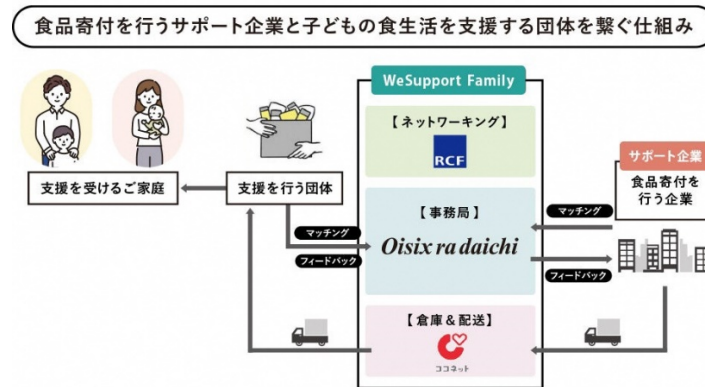 食品寄付を行うサポート企業と子どもの食生活を支援する団体を繋ぐ仕組み
WeSupport Family
【ネットワーキング】
RCF
サポート企業
食品寄付を
行う企業
支援を受けるご家庭
支援を行う団体
【事務局】
マッチング
マッチング
Oisix ra daichi
フィードバック
フィードバック
【倉庫&配送】
ココネット